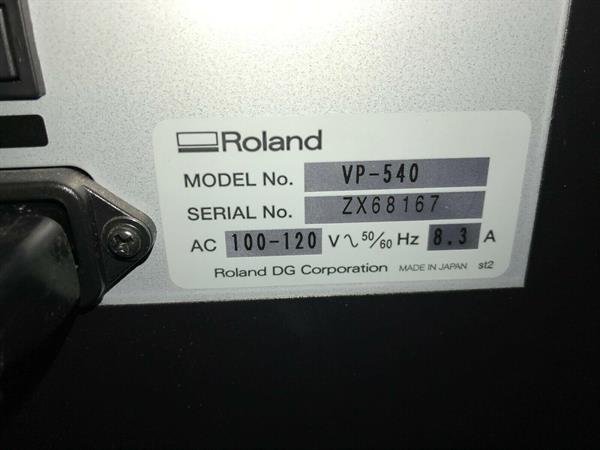 Roland
MODEL No. VP-540
SERIAL No. ZX68167
AC 100-120 V ∿ 50/60 Hz 8.3 A
Roland DG Corporation MADE IN JAPAN st2